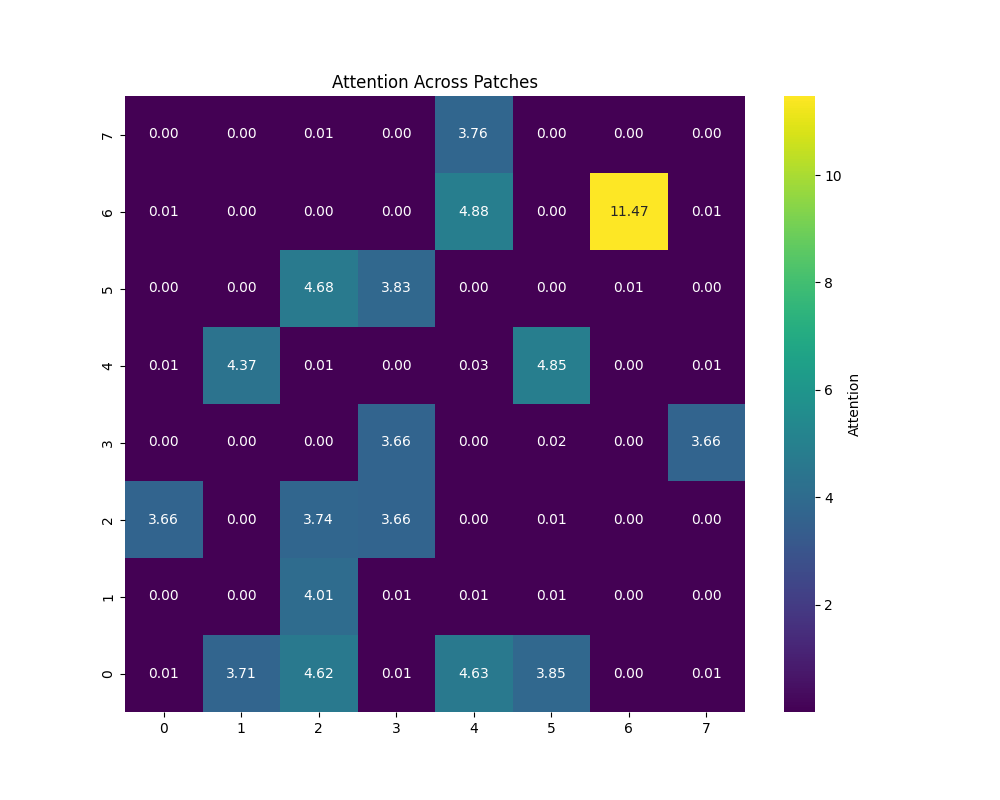 Attention Across Patches
7 0.00 0.00 0.01 0.00 3.76 0.00 0.00 0.00
10
6 0.01 0.00 0.00 0.00 4.88 0.00 11.47 0.01
8
5 0.00 0.00 4.68 3.83 0.00 0.00 0.01 0.00
4 0.01 4.37 0.01 0.00 0.03 4.85 0.00 0.01
6
Attention
3 0.00 0.00 0.00 3.66 0.00 0.02 0.00 3.66
4
2 3.66 0.00 3.74 3.66 0.00 0.01 0.00 0.00
1 0.00 0.00 4.01 0.01 0.01 0.01 0.00 0.00
2
0 0.01 3.71 4.62 0.01 4.63 3.85 0.00 0.01
0 1 2 3 4 5 6 7